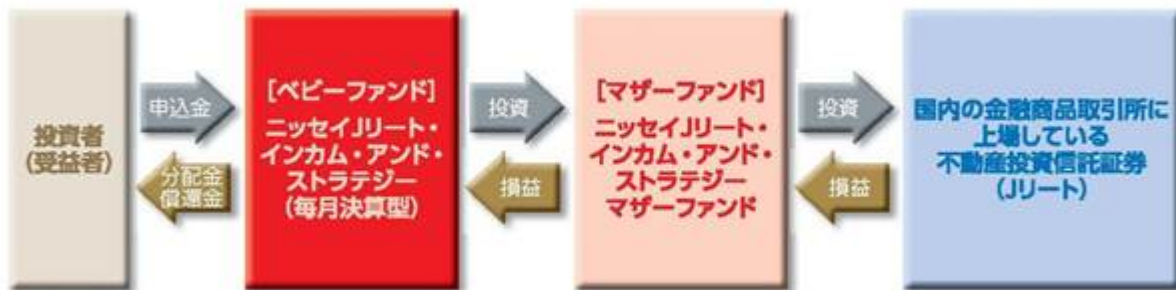 投資者
(受益者)
申込金
分配金
償還金
[ベビーファンド]
ニッセイJリート・
インカム・アンド・
ストラテジー
(毎月決算型)
投資
損益
[マザーファンド]
ニッセイJリート・
インカム・アンド・
ストラテジー
マザーファンド
投資
損益
国内の金融商品取引所に
上場している
不動産投資信託証券
(Jリート)